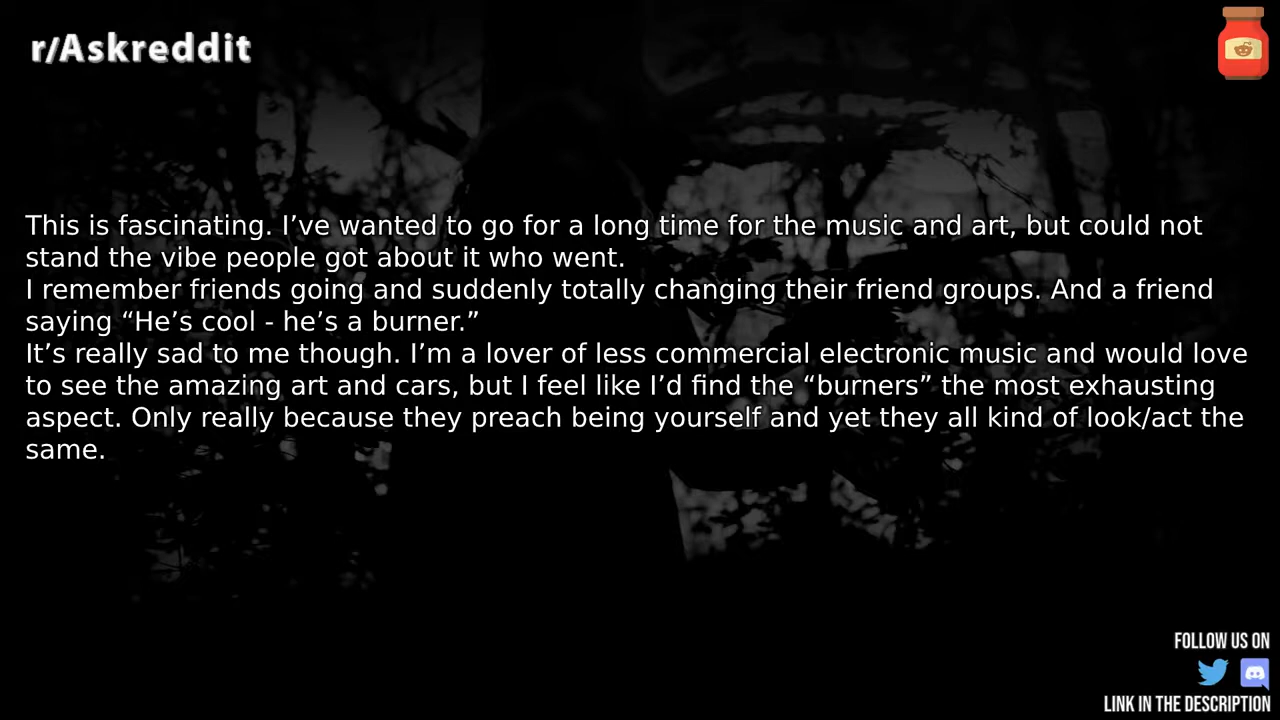 r/Askreddit
This is fascinating. I’ve wanted to go for a long time for the music and art, but could not
stand the vibe people got about it who went.
I remember friends going and suddenly totally changing their friend groups. And a friend
saying “He’s cool - he’s a burner.”
It’s really sad to me though. I’m a lover of less commercial electronic music and would love
to see the amazing art and cars, but I feel like I’d find the “burners” the most exhausting
aspect. Only really because they preach being yourself and yet they all kind of look/act the
same.
FOLLOW US ON
LINK IN THE DESCRIPTION